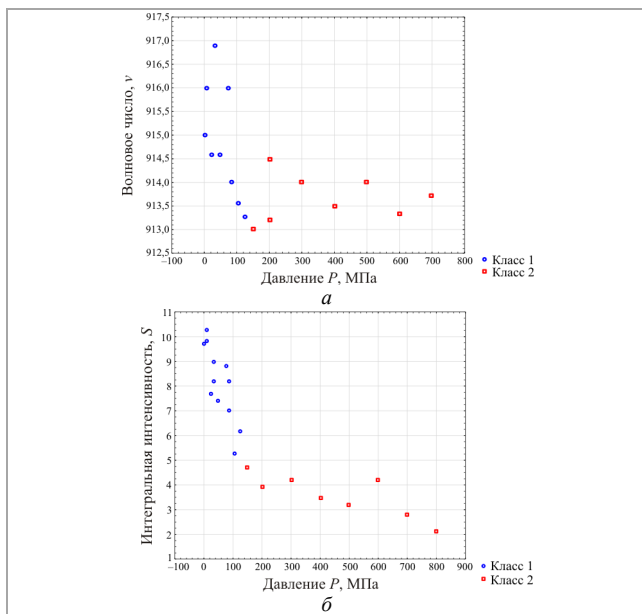 917,5
917,0
916,5
916,0
915,5
915,0
914,5
914,0
913,5
913,0
912,5
Волновое число, ν
–100 0 100 200 300 400 500 600 700 800
Давление P, МПа
Класс 1
Класс 2
а
11
10
9
8
7
6
5
4
3
2
1
Интегральная интенсивность, S
–100 0 100 200 300 400 500 600 700 800 900
Давление P, МПа
Класс 1
Класс 2
б